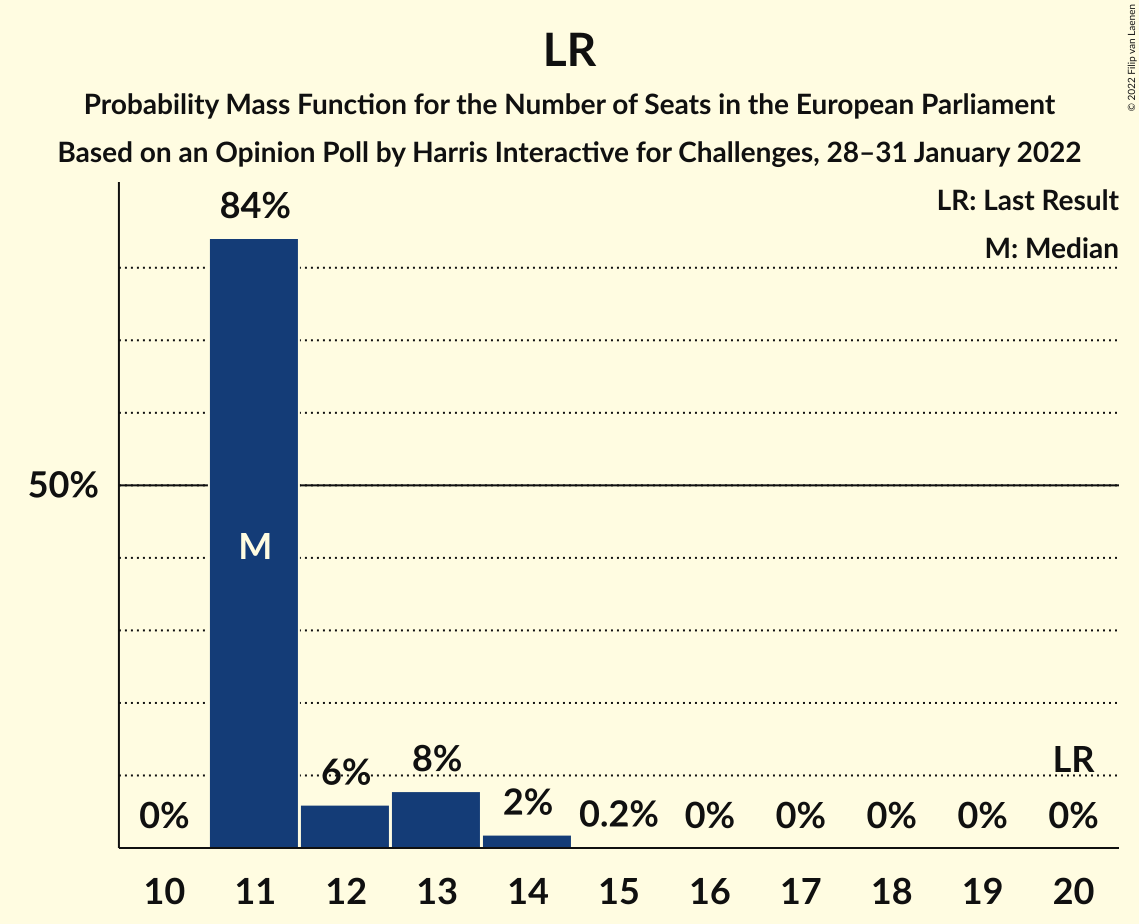 LR
Probability Mass Function for the Number of Seats in the European Parliament
Based on an Opinion Poll by Harris Interactive for Challenges, 28–31 January 2022
© 2022 Filip van Laenen
LR: Last Result
M: Median
84%
50%
M
0%
6%
8%
2%
0.2%
0%
0%
0%
0%
LR
0%
10 11 12 13 14 15 16 17 18 19 20